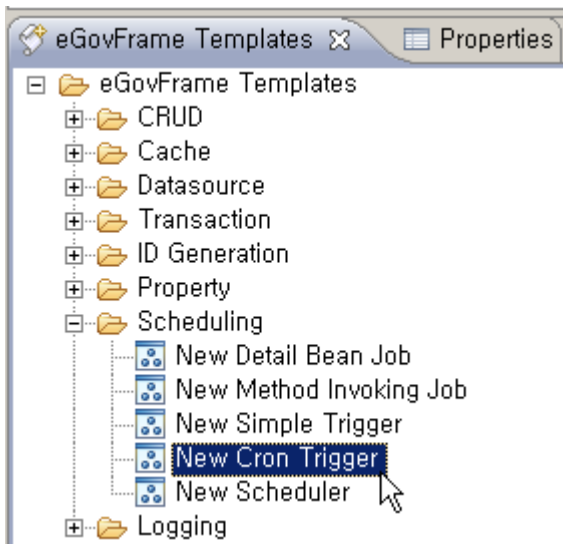 eGovFrame Templates Properties
eGovFrame Templates
CRUD
Cache
Datasource
Transaction
ID Generation
Property
Scheduling
New Detail Bean Job
New Method Invoking Job
New Simple Trigger
New Cron Trigger
New Scheduler
Logging